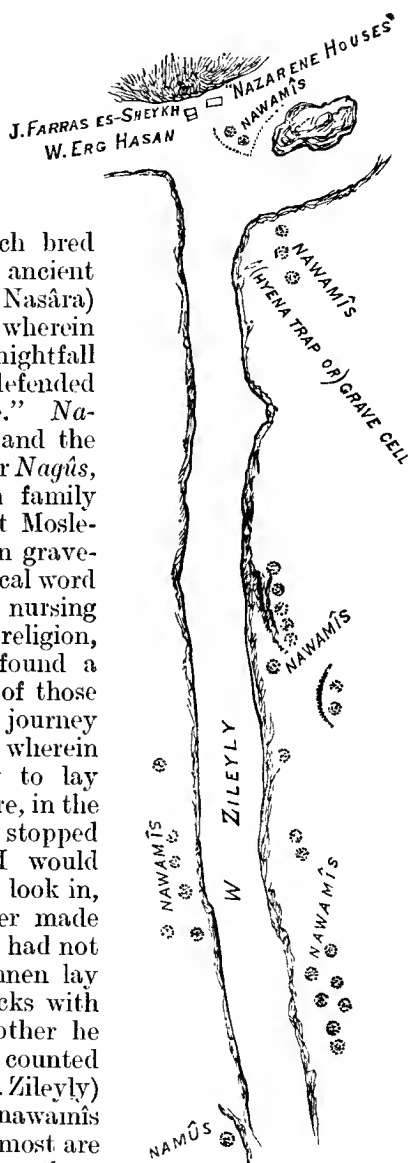 "NAZARENE HOUSES"
J. FARRAS ES-SHEYKH
W. ERG HASAN
NAWAMÎS
NAWAMÎS
(HYENA TRAP OR) GRAVE CELL
NAWAMÎS
W ZILEYLY
NAWAMÎS
NAWAMÎS
NAMÛS
ch bred
ancient
Nasâra)
wherein
nightfall
defended
e." Na-
and the
r Nagûs,
family
t Mosle-
n grave-
cal word
nursing
religion,
found a
of those
journey
wherein
to lay
re, in the
stopped
I would
look in,
er made
had not
nnen lay
cks with
other he
counted
. Zileyly)
nawamîs
most are